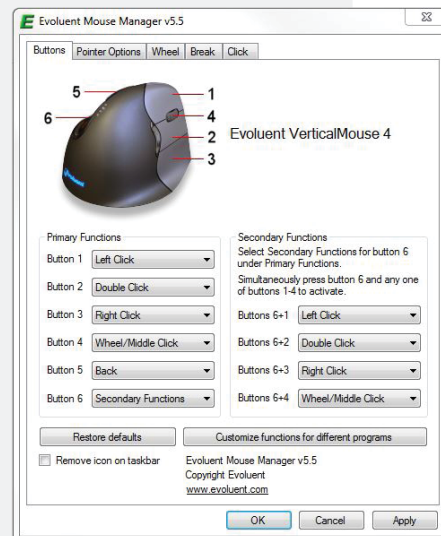 Evoluent Mouse Manager v5.5
Buttons Pointer Options Wheel Break Click
5
1
6
4
2
3
Evoluent VerticalMouse 4
evoluent
Primary Functions
Button 1 Left Click
Button 2 Double Click
Button 3 Right Click
Button 4 Wheel/Middle Click
Button 5 Back
Button 6 Secondary Functions
Secondary Functions
Select Secondary Functions for button 6
under Primary Functions.
Simultaneously press button 6 and any one
of buttons 1-4 to activate.
Buttons 6+1 Left Click
Buttons 6+2 Double Click
Buttons 6+3 Right Click
Buttons 6+4 Wheel/Middle Click
Restore defaults Customize functions for different programs
Remove icon on taskbar
Evoluent Mouse Manager v5.5
Copyright Evoluent
www.evoluent.com
OK Cancel Apply